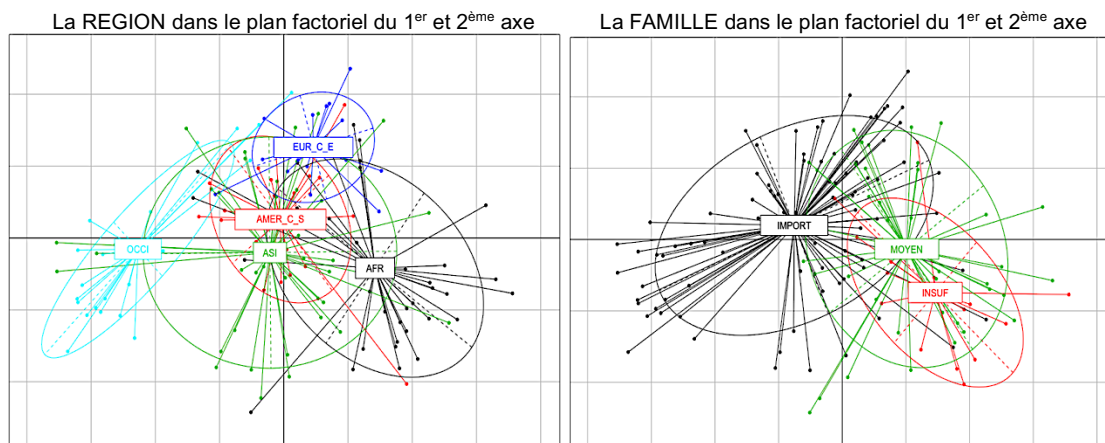 La REGION dans le plan factoriel du 1er et 2ème axe
EUR_C_E
AMER_C_S
OCCI
ASI
AFR
La FAMILLE dans le plan factoriel du 1er et 2ème axe
IMPORT
MOYEN
INSUF